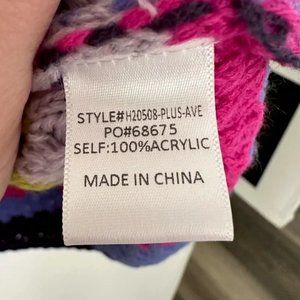 STYLE#H20508-PLUS-AVE
PO#68675
SELF:100%ACRYLIC
MADE IN CHINA